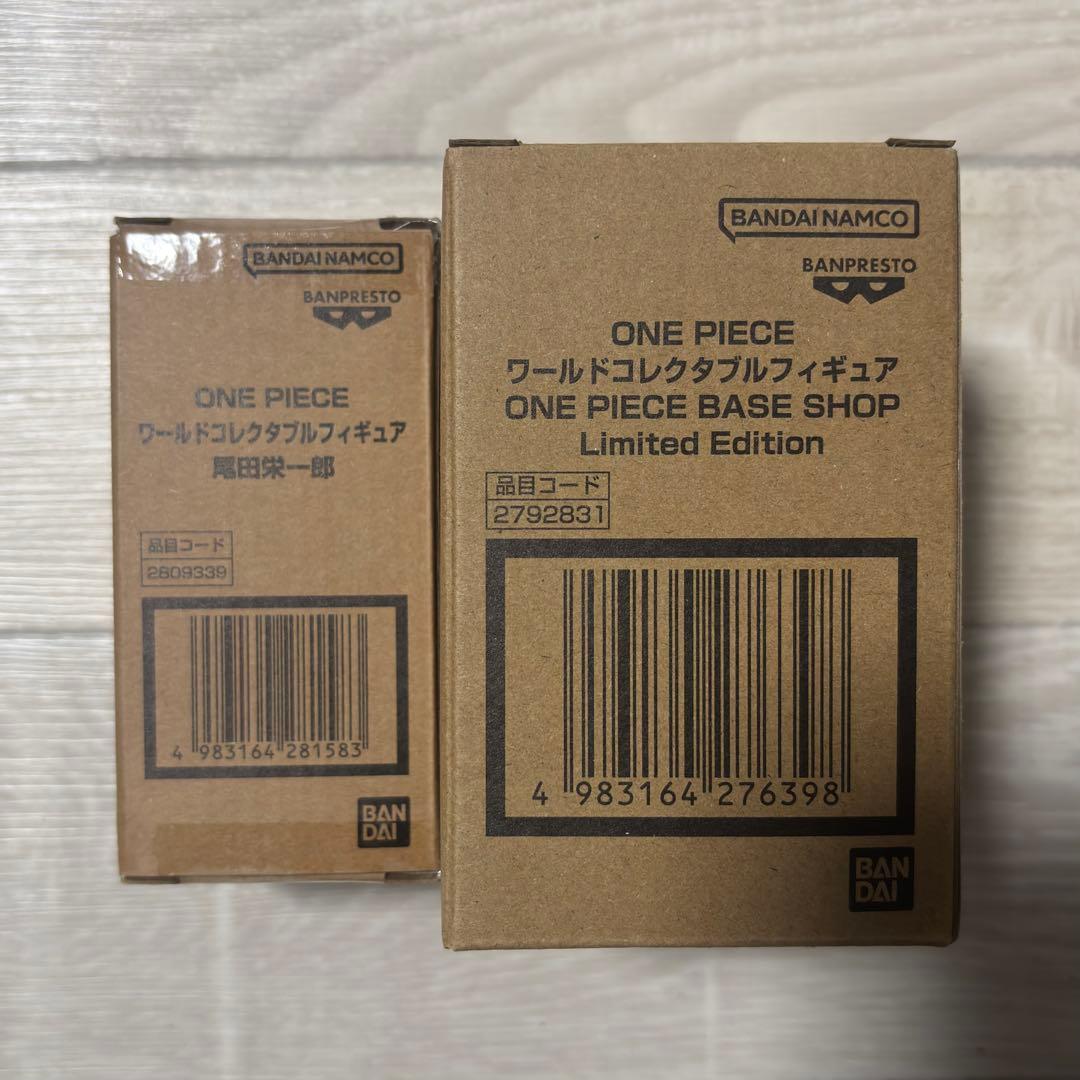 BANDAI NAMCO
BANPRESTO
ONE PIECE
ワールドコレクタブルフィギュア
尾田栄一郎
品目コード
2809339
4 983164 281583
BAN
DAI
BANDAI NAMCO
BANPRESTO
ONE PIECE
ワールドコレクタブルフィギュア
ONE PIECE BASE SHOP
Limited Edition
品目コード
2792831
4 983164 276398
BAN
DAI